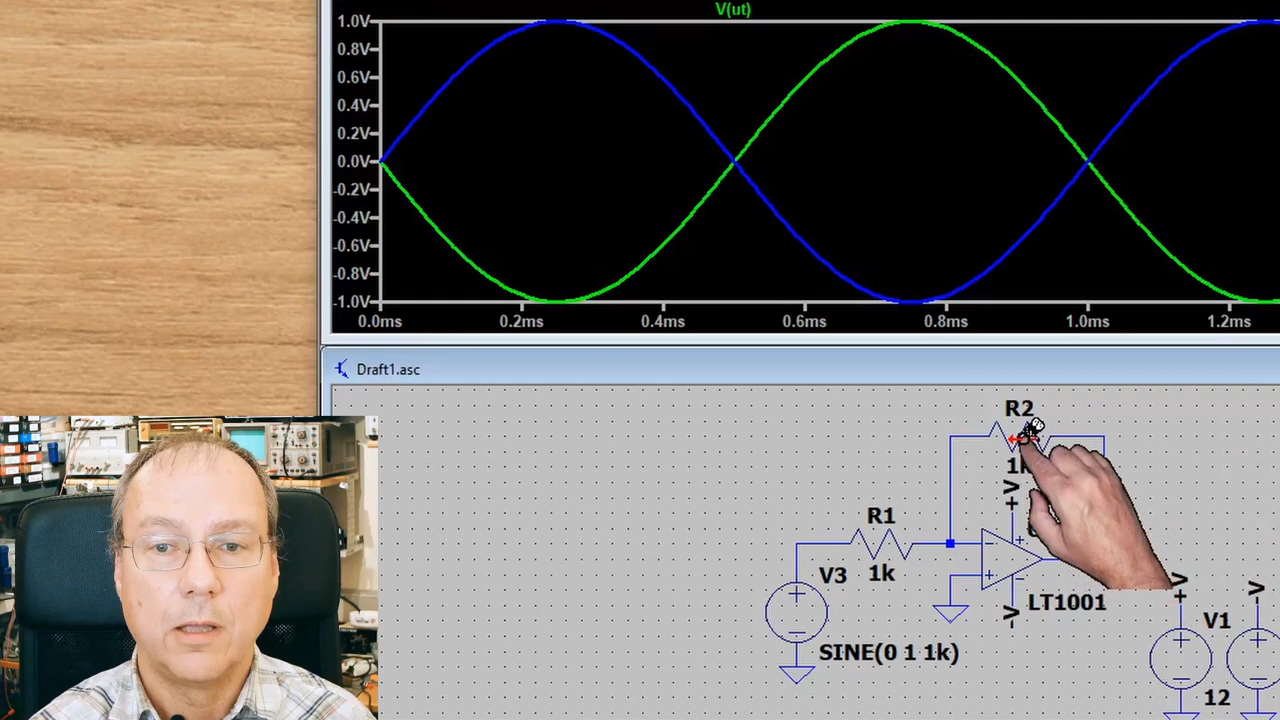 V(ut)
1.0V
0.8V
0.6V
0.4V
0.2V
0.0V
-0.2V
-0.4V
-0.6V
-0.8V
-1.0V
0.0ms 0.2ms 0.4ms 0.6ms 0.8ms 1.0ms 1.2ms
Draft1.asc
R2
V+
R1
V3 1k
LT1001
V-
V+
V-
V1
SINE(0 1 1k)
12